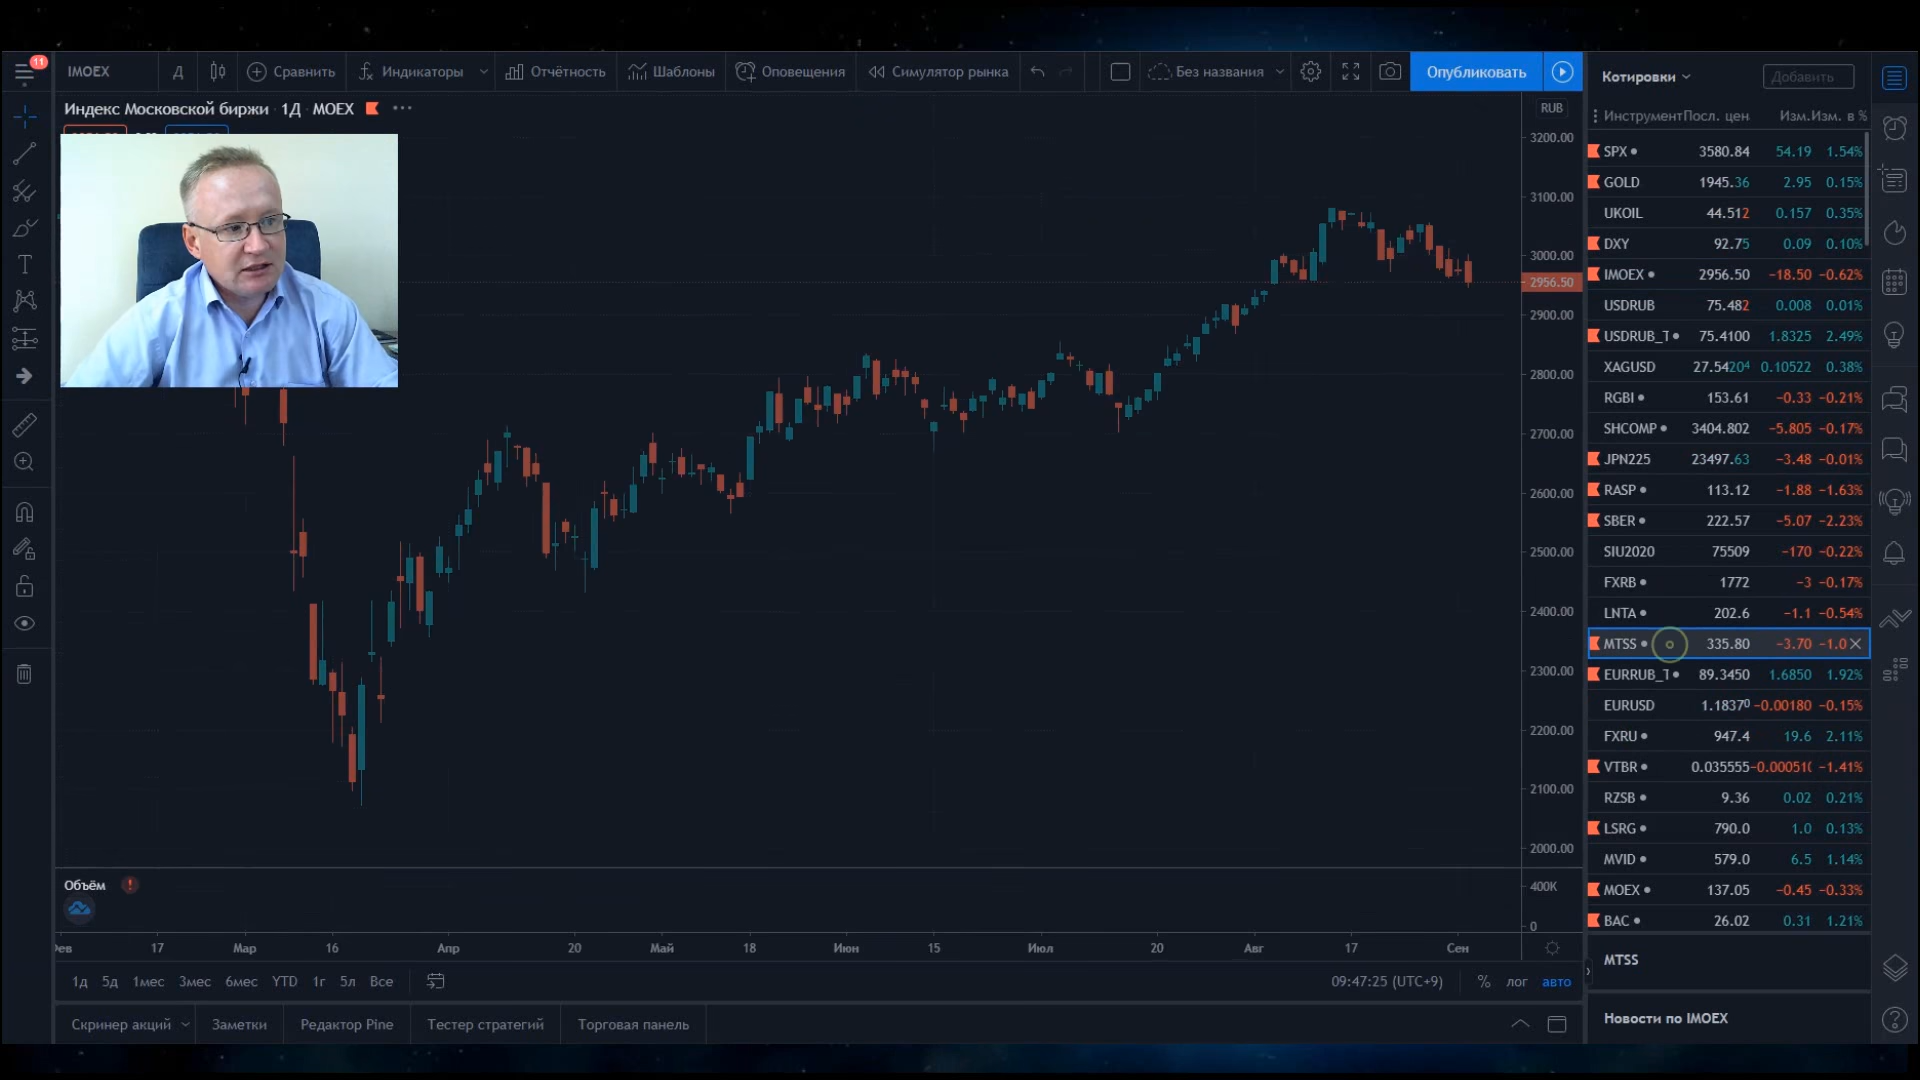 11
IMOEX Д Сравнить Индикаторы Отчётность Шаблоны Оповещения Симулятор рынка Без названия Опубликовать
Индекс Московской биржи · 1Д MOEX
RUB
3200.00
3100.00
3000.00
2956.50
2900.00
2800.00
2700.00
2600.00
2500.00
2400.00
2300.00
2200.00
2100.00
2000.00
Объём !
400K
0
17 Мар 16 Апр 20 Май 18 Июн 15 Июл 20 Авг 17 Сен
1д 5д 1мес 3мес 6мес YTD 1г 5л Все
09:47:25 (UTC+9) % лог авто
Скринер акций Заметки Редактор Pine Тестер стратегий Торговая панель
Котировки Добавить
Инструмент Посл. цен Изм. Изм. в %
SPX 3580.84 54.19 1.54%
GOLD 1945.36 2.95 0.15%
UKOIL 44.512 0.157 0.35%
DXY 92.75 0.09 0.10%
IMOEX 2956.50 −18.50 −0.62%
USDRUB 75.482 0.008 0.01%
USDRUB_T 75.4100 1.8325 2.49%
XAGUSD 27.54204 0.10522 0.38%
RGBI 153.61 −0.33 −0.21%
SHCOMP 3404.802 −5.805 −0.17%
JPN225 23497.63 −3.48 −0.01%
RASP 113.12 −1.88 −1.63%
SBER 222.57 −5.07 −2.23%
SIU2020 75509 −170 −0.22%
FXRB 1772 −3 −0.17%
LNTA 202.6 −1.1 −0.54%
MTSS 335.80 −3.70 −1.0
EURRUB_T 89.3450 1.6850 1.92%
EURUSD 1.18370 −0.00180 −0.15%
FXRU 947.4 19.6 2.11%
VTBR 0.035555 −0.00051( −1.41%
RZSB 9.36 0.02 0.21%
LSRG 790.0 1.0 0.13%
MVID 579.0 6.5 1.14%
MOEX 137.05 −0.45 −0.33%
BAC 26.02 0.31 1.21%
MTSS
Новости по IMOEX